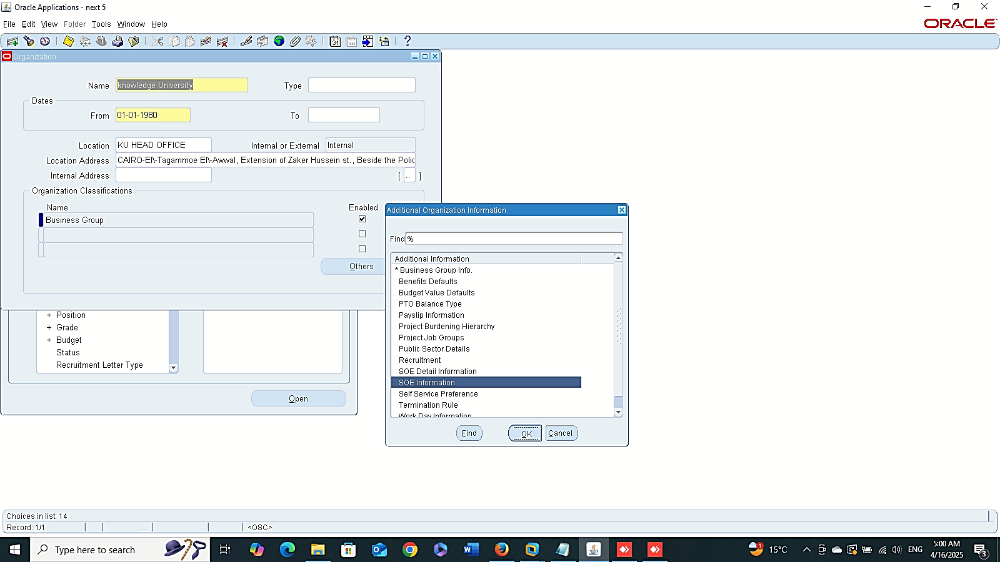 Oracle Applications - next 5
File Edit View Folder Tools Window Help
ORACLE
Organization
Name knowledge University Type
Dates
From 01-01-1980 To
Location KU HEAD OFFICE Internal or External Internal
Location Address CAIRO-El\-Tagammoe El\-Awwal, Extension of Zaker Hussein st., Beside the Polic
Internal Address [ .. ]
Organization Classifications
Name Enabled
Business Group
Others
Additional Organization Information
Find %
Additional Information
* Business Group Info.
Benefits Defaults
Budget Value Defaults
PTO Balance Type
Payslip Information
Project Burdening Hierarchy
Project Job Groups
Public Sector Details
Recruitment
SOE Detail Information
SOE Information
Self Service Preference
Termination Rule
Work Day Information
Find OK Cancel
+ Position
+ Grade
+ Budget
Status
Recruitment Letter Type
Open
Choices in list: 14
Record: 1/1 ... <OSC>
Type here to search
15°C
ENG
5:00 AM
4/16/2025
3